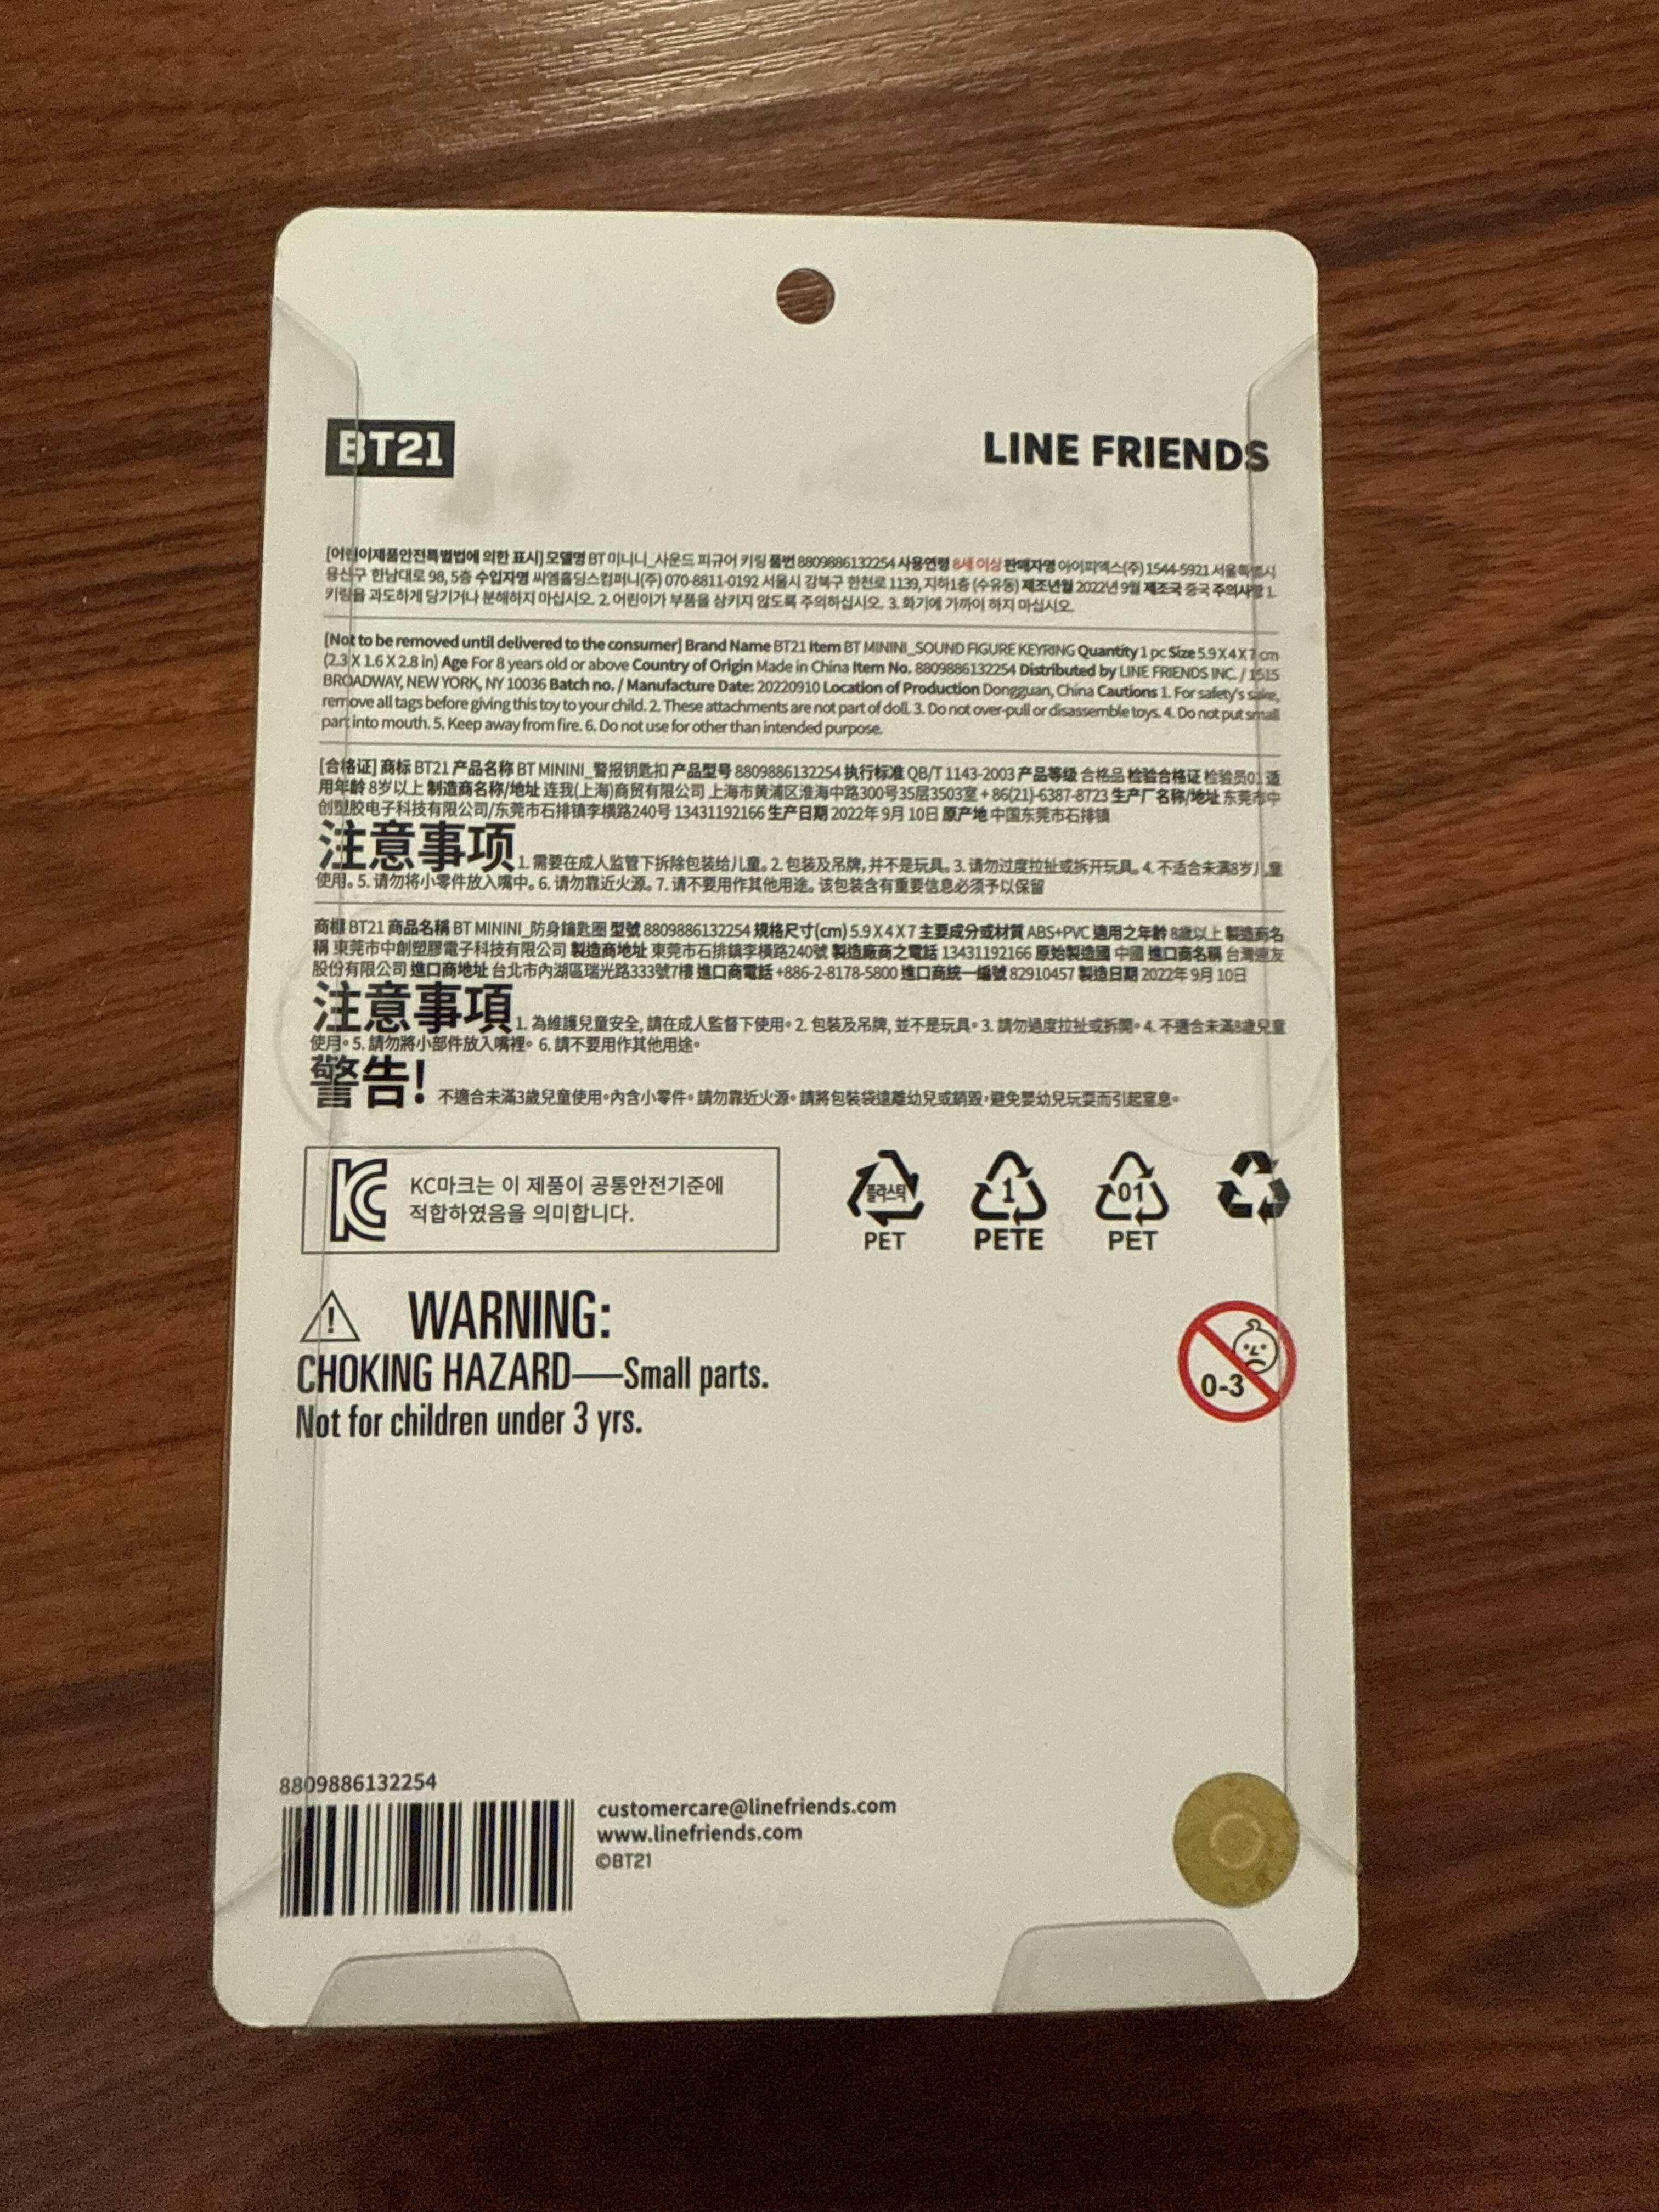 BT21
LINE FRIENDS
[어린이제품안전특별법에 의한 표시] 모델명 BT 미니니_사운드 피규어 키링 품번 8809886132254 사용연령 8세 이상 판매자명 아이피엑스(주) 1544-5921 서울특별시
용산구 한남대로 98, 5층 수입자명 씨엠홀딩스컴퍼니(주) 070-8811-0192 서울시 강북구 한천로 1139, 지하1층 (수유동) 제조년월 2022년 9월 제조국 중국 주의사항 1.
키링을 과도하게 당기거나 분해하지 마십시오. 2. 어린이가 부품을 삼키지 않도록 주의하십시오. 3. 화기에 가까이 하지 마십시오.
[Not to be removed until delivered to the consumer] Brand Name BT21 Item BT MININI_SOUND FIGURE KEYRING Quantity 1 pc Size 5.9 X 4 X 7 cm
(2.3 X 1.6 X 2.8 in) Age For 8 years old or above Country of Origin Made in China Item No. 8809886132254 Distributed by LINE FRIENDS INC. / 1515
BROADWAY, NEW YORK, NY 10036 Batch no. / Manufacture Date: 20220910 Location of Production Dongguan, China Cautions 1. For safety's sake,
remove all tags before giving this toy to your child. 2. These attachments are not part of doll. 3. Do not over-pull or disassemble toys. 4. Do not put small
part into mouth. 5. Keep away from fire. 6. Do not use for other than intended purpose.
[合格证] 商标 BT21 产品名称 BT MININI_警报钥匙扣 产品型号 8809886132254 执行标准 QB/T 1143-2003 产品等级 合格品 检验合格证 检验员01 适
用年龄 8岁以上 制造商名称/地址 连我(上海)商贸有限公司 上海市黄浦区淮海中路300号35层3503室 + 86(21)-6387-8723 生产厂名称/地址 东莞市中
创塑胶电子科技有限公司/东莞市石排镇李横路240号 13431192166 生产日期 2022年 9月 10日 原产地 中国东莞市石排镇
注意事项 1. 需要在成人监管下拆除包装给儿童。2. 包装及吊牌, 并不是玩具。3. 请勿过度拉扯或拆开玩具。4. 不适合未满8岁儿童
使用。5. 请勿将小零件放入嘴中。6. 请勿靠近火源。7. 请不要用作其他用途。该包装含有重要信息必须予以保留
商標 BT21 商品名稱 BT MININI_防身鑰匙圈 型號 8809886132254 規格尺寸(cm) 5.9 X 4 X 7 主要成分或材質 ABS+PVC 適用之年齡 8歲以上 製造商名
稱 東莞市中創塑膠電子科技有限公司 製造商地址 東莞市石排鎮李橫路240號 製造廠商之電話 13431192166 原始製造國 中國 進口商名稱 台灣連友
股份有限公司 進口商地址 台北市內湖區瑞光路333號7樓 進口商電話 +886-2-8178-5800 進口商統一編號 82910457 製造日期 2022年 9月 10日
注意事項 1. 為維護兒童安全, 請在成人監督下使用。2. 包裝及吊牌, 並不是玩具。3. 請勿過度拉扯或拆開。4. 不適合未滿8歲兒童
使用。5. 請勿將小部件放入嘴裡。6. 請不要用作其他用途。
警告! 不適合未滿3歲兒童使用。內含小零件。請勿靠近火源。請將包裝袋遠離幼兒或銷毀,避免嬰幼兒玩耍而引起窒息。
KC마크는 이 제품이 공통안전기준에
적합하였음을 의미합니다.
플라스틱
PET
1
PETE
01
PET
WARNING:
CHOKING HAZARD—Small parts.
Not for children under 3 yrs.
0-3
8809886132254
customercare@linefriends.com
www.linefriends.com
©BT21